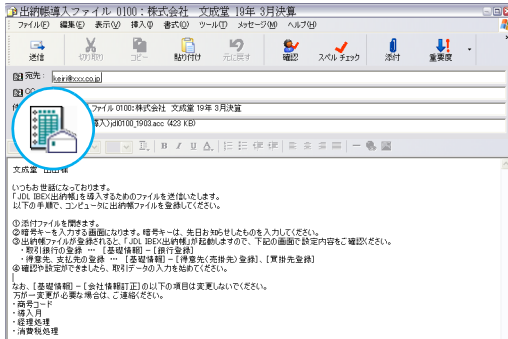 出納帳導入ファイル 0100:株式会社 文成堂 19年 3月決算
ファイル(F) 編集(E) 表示(V) 挿入(I) 書式(O) ツール(T) メッセージ(M) ヘルプ(H)
送信 切り取り コピー 貼り付け 元に戻す 確認 スペル チェック 添付 重要度
宛先: keiri@xxx.co.jp
ファイル 0100:株式会社 文成堂 19年 3月決算
導入)jdl0100_1903.acc (423 KB)
B I U A
文成堂
いつもお世話になっております。
「JDL IBEX出納帳」を導入するためのファイルを送信いたします。
以下の手順で、コンピュータに出納帳ファイルを登録してください。
①添付ファイルを開きます。
②暗号キーを入力する画面になります。暗号キーは、先日お知らせしたものを入力してください。
③出納帳ファイルが登録されると、「JDL IBEX出納帳」が起動しますので、下記の画面で設定内容をご確認ください。
・取引銀行の登録 … [基礎情報]-[銀行登録]
・得意先、支払先の登録 … [基礎情報]-[得意先(売掛先)登録]、[買掛先登録]
④確認や設定ができましたら、取引データの入力を始めてください。
なお、[基礎情報]-[会社情報訂正]の以下の項目は変更しないでください。
万が一変更が必要な場合は、ご連絡ください。
・商号コード
・導入月
・経理処理
・消費税処理